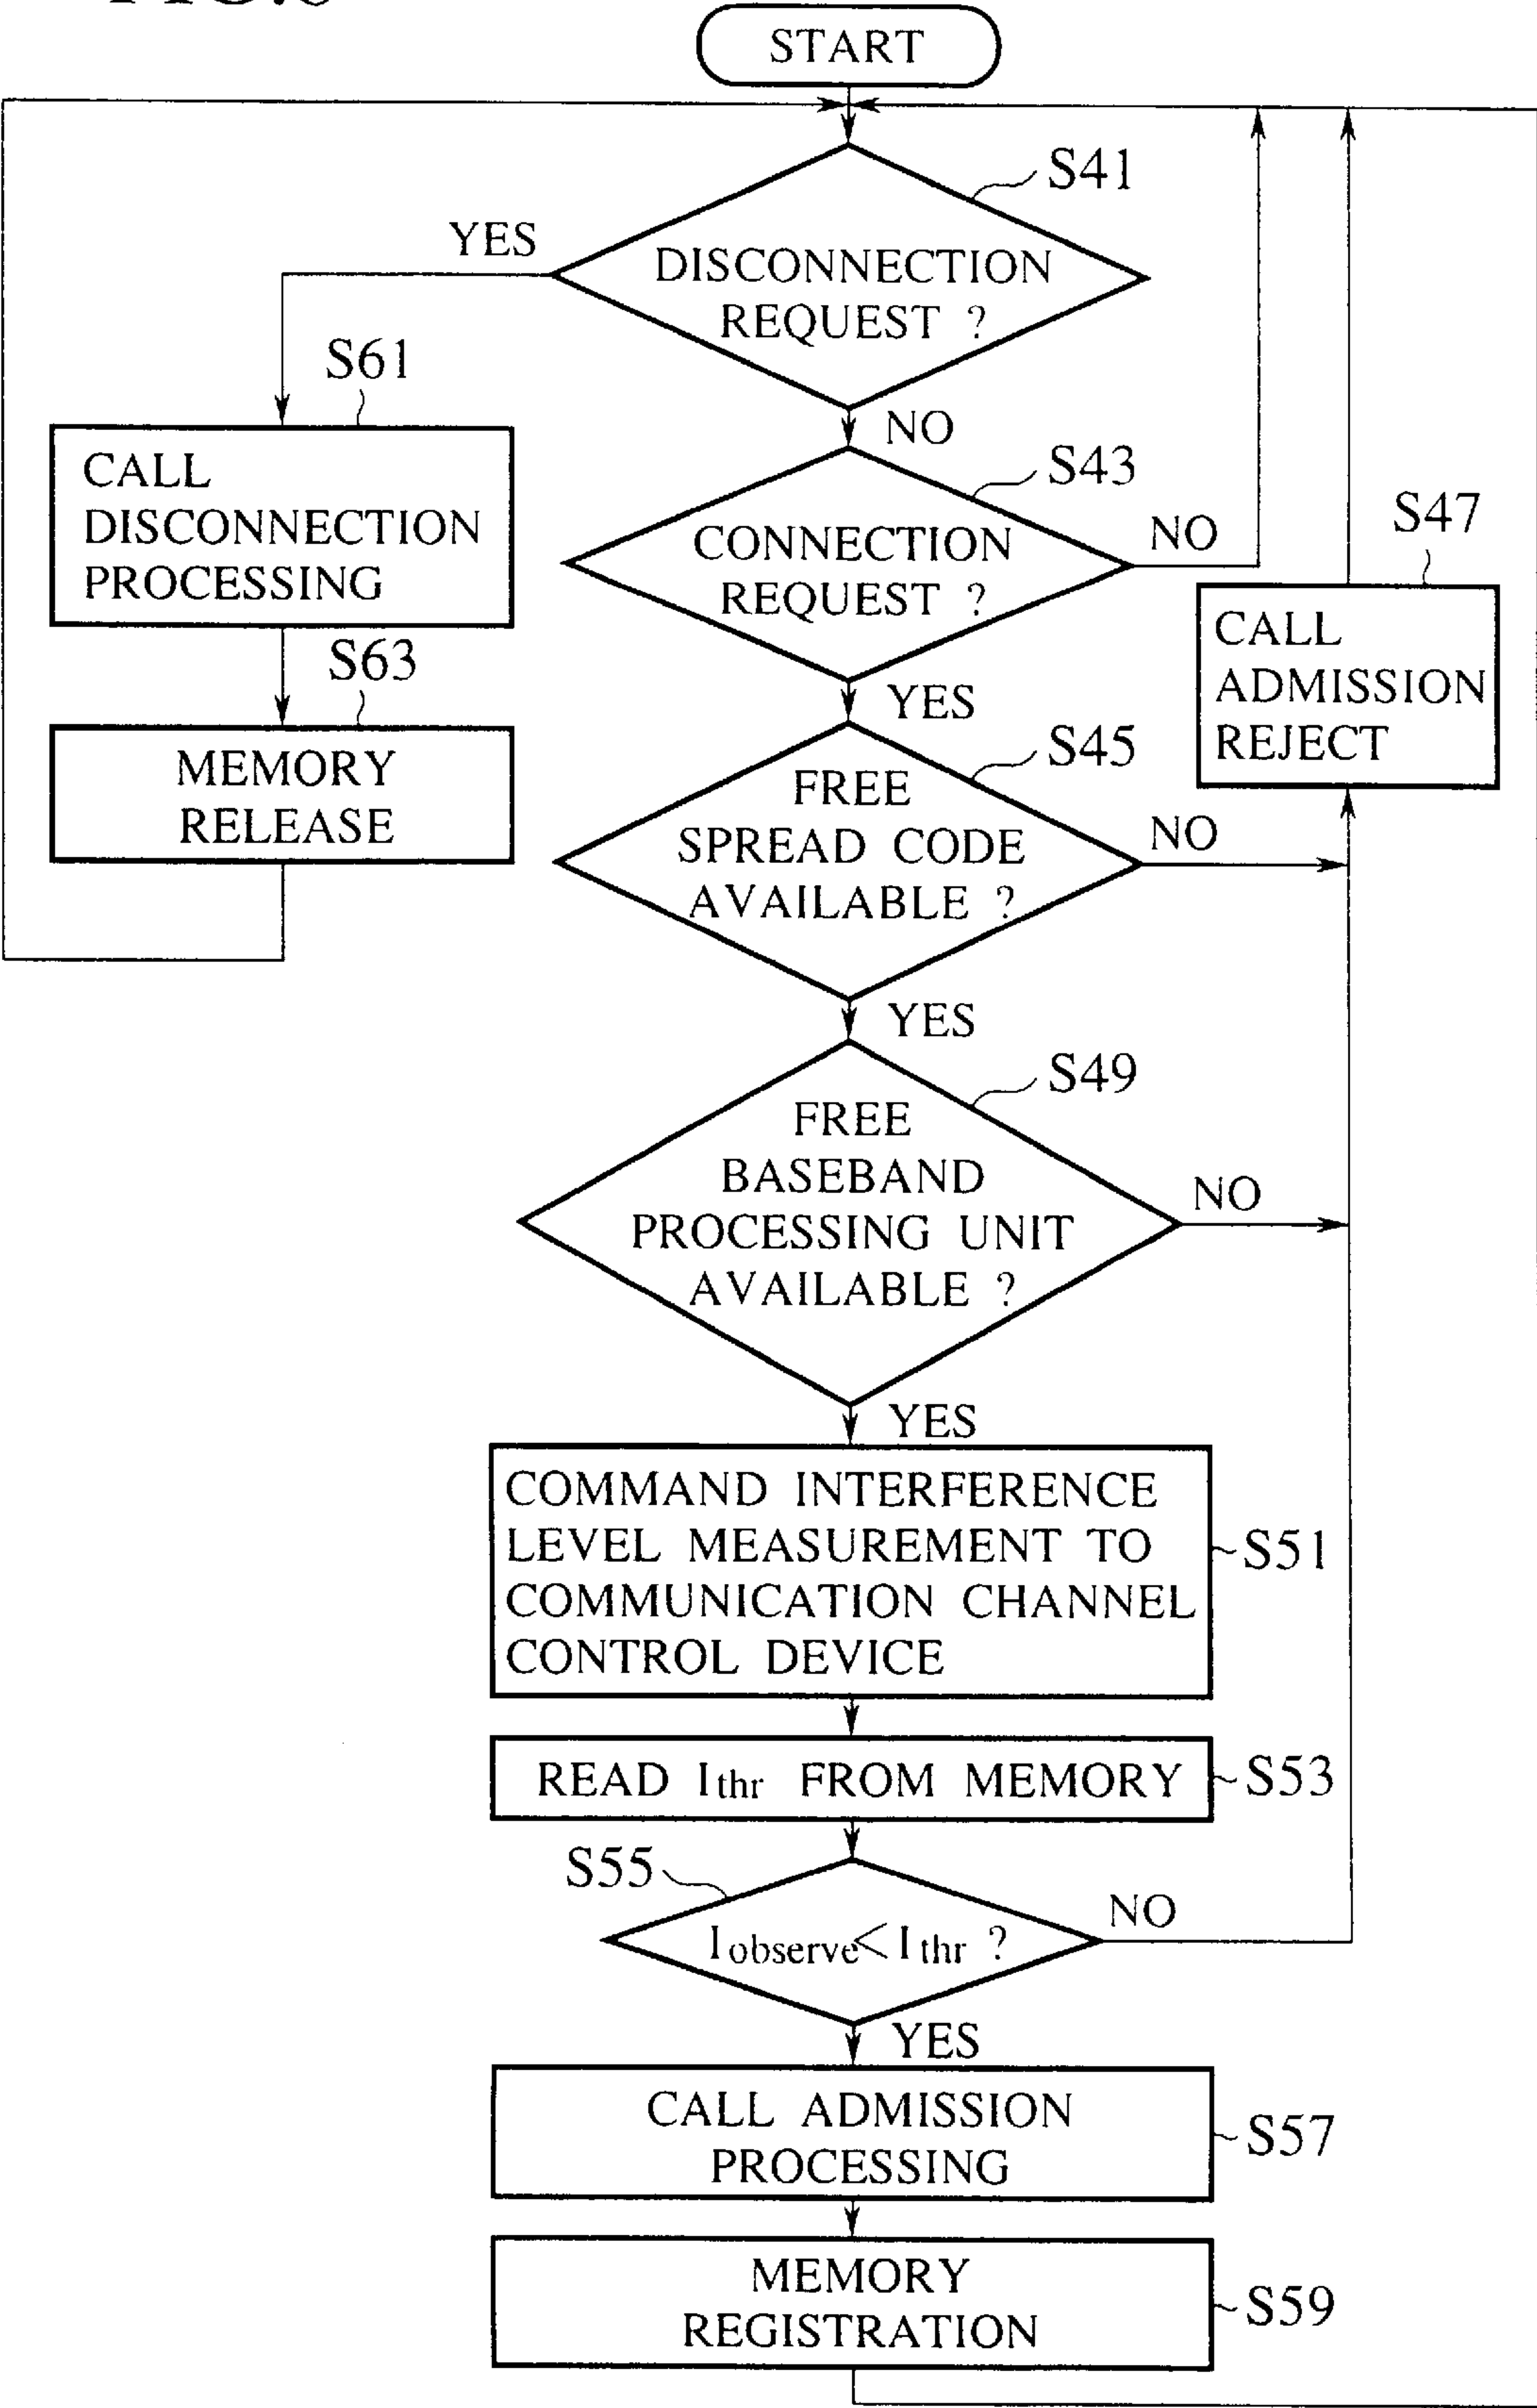 START
S41
YES
DISCONNECTION
REQUEST ?
S61
NO
CALL
DISCONNECTION
PROCESSING
S43
CONNECTION
REQUEST ?
NO
S47
CALL
ADMISSION
REJECT
S63
MEMORY
RELEASE
YES
S45
FREE
SPREAD CODE
AVAILABLE ?
NO
YES
S49
FREE
BASEBAND
PROCESSING UNIT
AVAILABLE ?
NO
YES
COMMAND INTERFERENCE
LEVEL MEASUREMENT TO
COMMUNICATION CHANNEL
CONTROL DEVICE
S51
READ Ithr FROM MEMORY
S53
S55
Iobserve<Ithr ?
NO
YES
CALL ADMISSION
PROCESSING
S57
MEMORY
REGISTRATION
S59